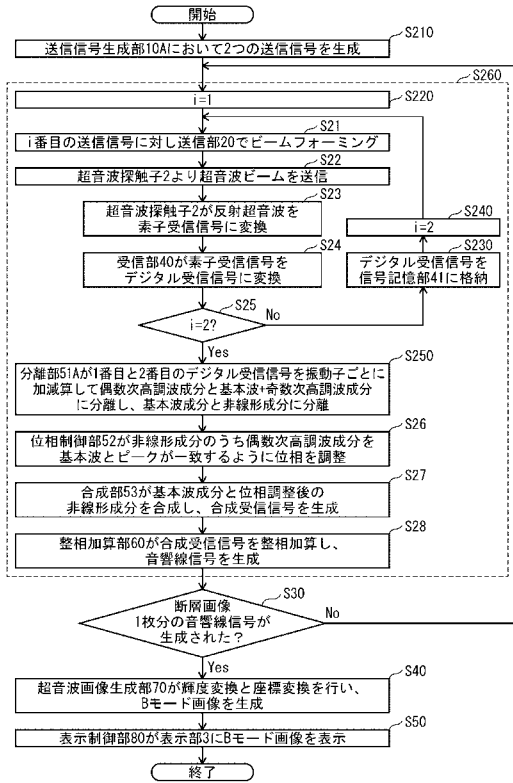 開始
S210
送信信号生成部10Aにおいて2つの送信信号を生成
S260
S220
i=1
S21
i番目の送信信号に対し送信部20でビームフォーミング
S22
超音波探触子2より超音波ビームを送信
S23
超音波探触子2が反射超音波を
素子受信信号に変換
S240
i=2
S24
受信部40が素子受信信号を
デジタル受信信号に変換
S230
デジタル受信信号を
信号記憶部41に格納
S25
i=2?
No
Yes
S250
分離部51Aが1番目と2番目のデジタル受信信号を振動子ごとに
加減算して偶数次高調波成分と基本波+奇数次高調波成分
に分離し、基本波成分と非線形成分に分離
S26
位相制御部52が非線形成分のうち偶数次高調波成分を
基本波とピークが一致するように位相を調整
S27
合成部53が基本波成分と位相調整後の
非線形成分を合成し、合成受信信号を生成
S28
整相加算部60が合成受信信号を整相加算し、
音響線信号を生成
S30
断層画像
1枚分の音響線信号が
生成された?
No
Yes
S40
超音波画像生成部70が輝度変換と座標変換を行い、
Bモード画像を生成
S50
表示制御部80が表示部3にBモード画像を表示
終了